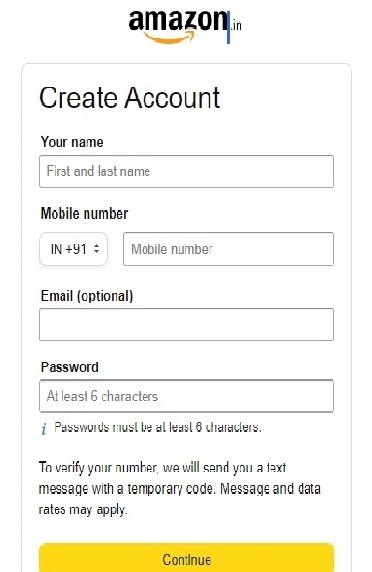 amazon.in
Create Account
Your name
First and last name
Mobile number
IN +91 Mobile number
Email (optional)
Password
At least 6 characters
i Passwords must be at least 6 characters.
To verify your number, we will send you a text
message with a temporary code. Message and data
rates may apply.
Continue